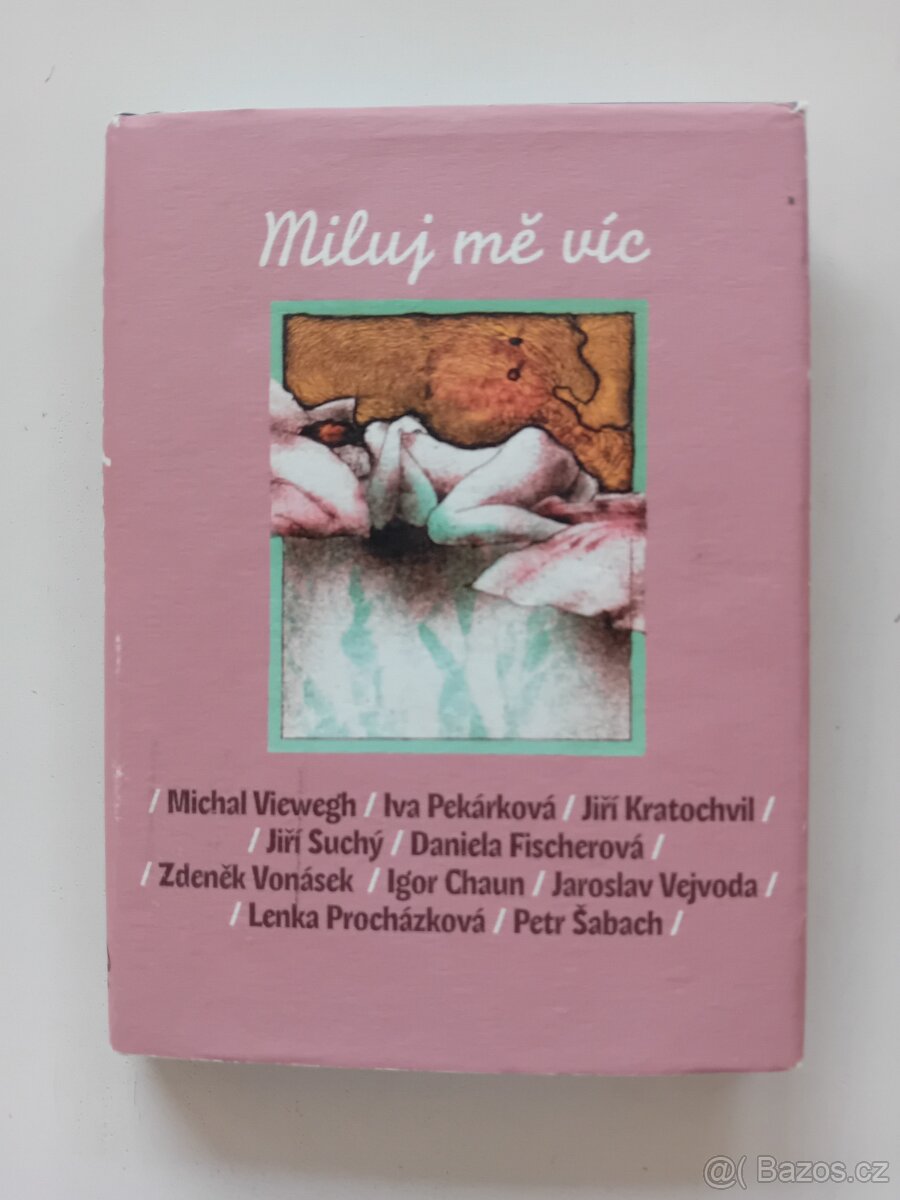 Miluj mě víc
/ Michal Viewegh / Iva Pekárková / Jiří Kratochvil /
/ Jiří Suchý / Daniela Fischerová /
/ Zdeněk Vonásek / Igor Chaun / Jaroslav Vejvoda /
/ Lenka Procházková / Petr Šabach /
@( Bazos.cz